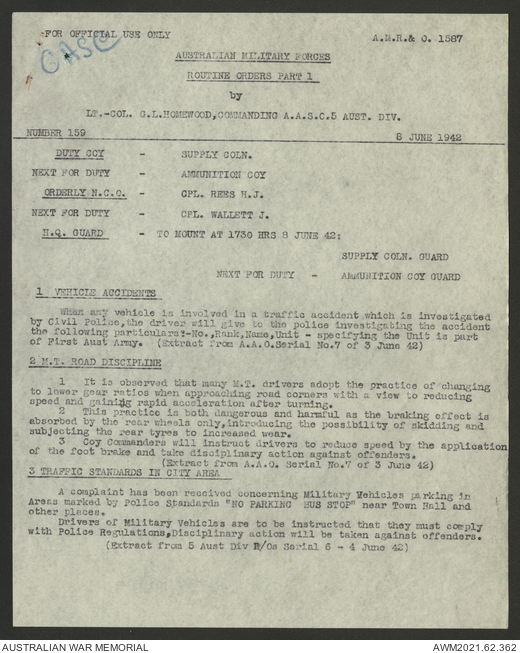 FOR OFFICIAL USE ONLY A.M.R.& O. 1587
OASC
AUSTRALIAN MILITARY FORCES
ROUTINE ORDERS PART 1
by
LT,-COL. G.L.HOMEWOOD,COMMANDING A.A.S.C.5 AUST. DIV.
NUMBER 159 8 JUNE 1942
DUTY COY - SUPPLY COLN.
NEXT FOR DUTY - AMMUNITION COY
ORDERLY N.C.O. - CPL. REES H.J.
NEXT FOR DUTY - CPL. WALLETT J.
H.Q. GUARD - TO MOUNT AT 1730 HRS 8 JUNE 42:
SUPPLY COLN. GUARD
NEXT FOR DUTY - AMMUNITION COY GUARD
1 VEHICLE ACCIDENTS
When any vehicle is involved in a traffic accident,which is investigated
by Civil Police,the driver will give to the police investigating the accident
the following particulars:-No.,Rank,Name,Unit - specifying the Unit is part
of First Aust Army. (Extract from A.A.O.Serial No.7 of 3 June 42)
2 M.T. ROAD DISCIPLINE
1 It is observed that many M.T. drivers adopt the practice of changing
to lower gear ratios when approaching road corners with a view to reducing
speed and gaining rapid acceleration after turning.
2 This practice is both dangerous and harmful as the braking effect is
absorbed by the rear wheels only,introducing the possibility of skidding and
subjecting the rear tyres to increased wear.
3 Coy Commanders will instruct drivers to reduce speed by the application
of the foot brake and take disciplinary action against offenders.
(Extract from A.A.O. Serial No.7 of 3 June 42)
3 TRAFFIC STANDARDS IN CITY AREA
A complaint has been received concerning Military Vehicles parking in
Areas marked by Police Standards "NO PARKING BUS STOP" near Town Hall and
other places.
Drivers of Military Vehicles are to be instructed that they must comply
with Police Regulations,Disciplinary action will be taken against offenders.
(Extract from 5 Aust Div R/Os Serial 6 - 4 June 42)
AUSTRALIAN WAR MEMORIAL AWM2021.62.362